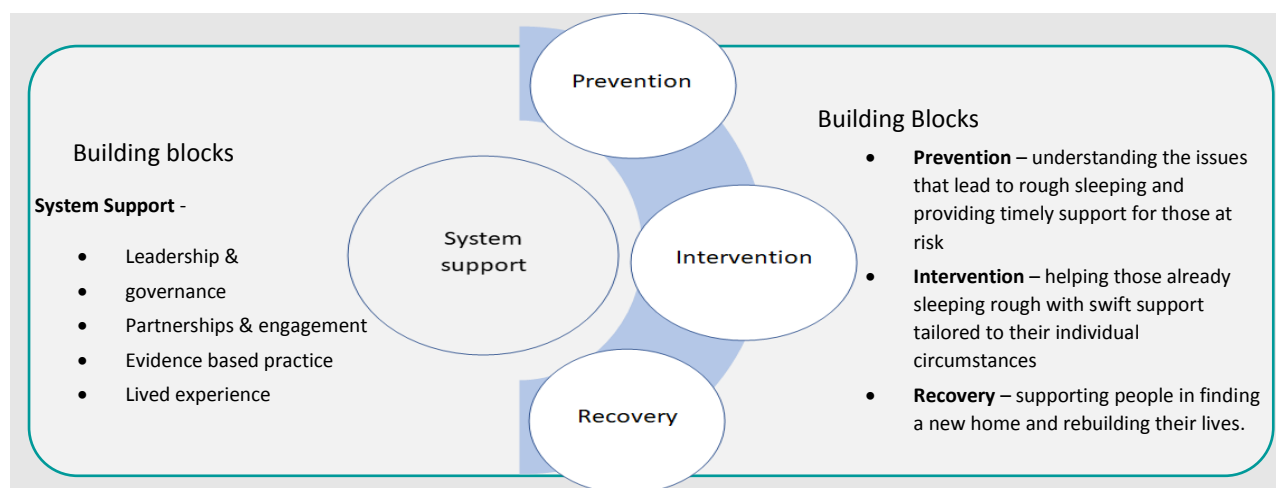 Building blocks
System Support -
• Leadership &
• governance
• Partnerships & engagement
• Evidence based practice
• Lived experience
Prevention
System
support
Intervention
Recovery
Building Blocks
• Prevention – understanding the issues
that lead to rough sleeping and
providing timely support for those at
risk
• Intervention – helping those already
sleeping rough with swift support
tailored to their individual
circumstances
• Recovery – supporting people in finding
a new home and rebuilding their lives.